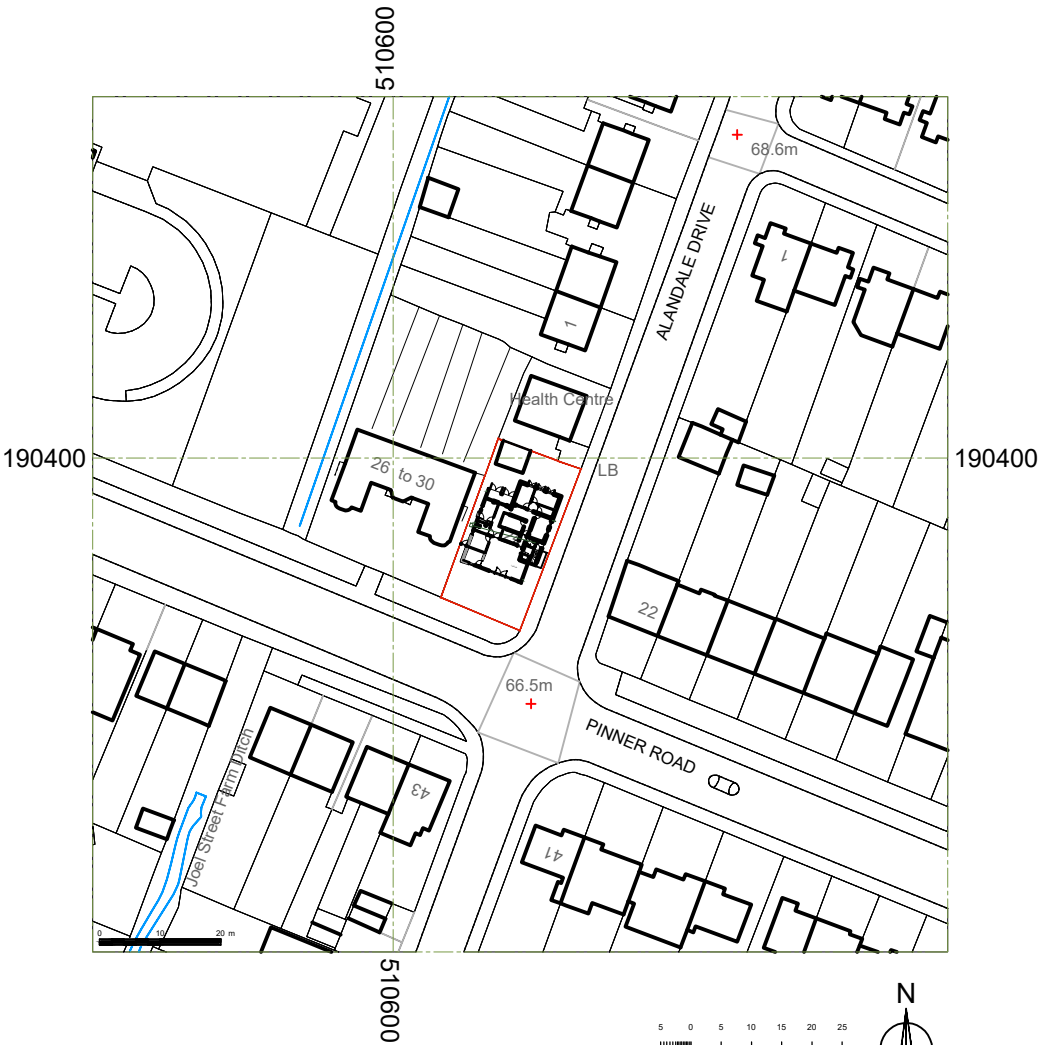 510600
68.6m
ALANDALE DRIVE
1
1
Health Centre
190400
190400
26 to 30
LB
22
66.5m
PINNER ROAD
Joel Street Farm Ditch
43
41
0 10 20 m
510600
N
5 0 5 10 15 20 25